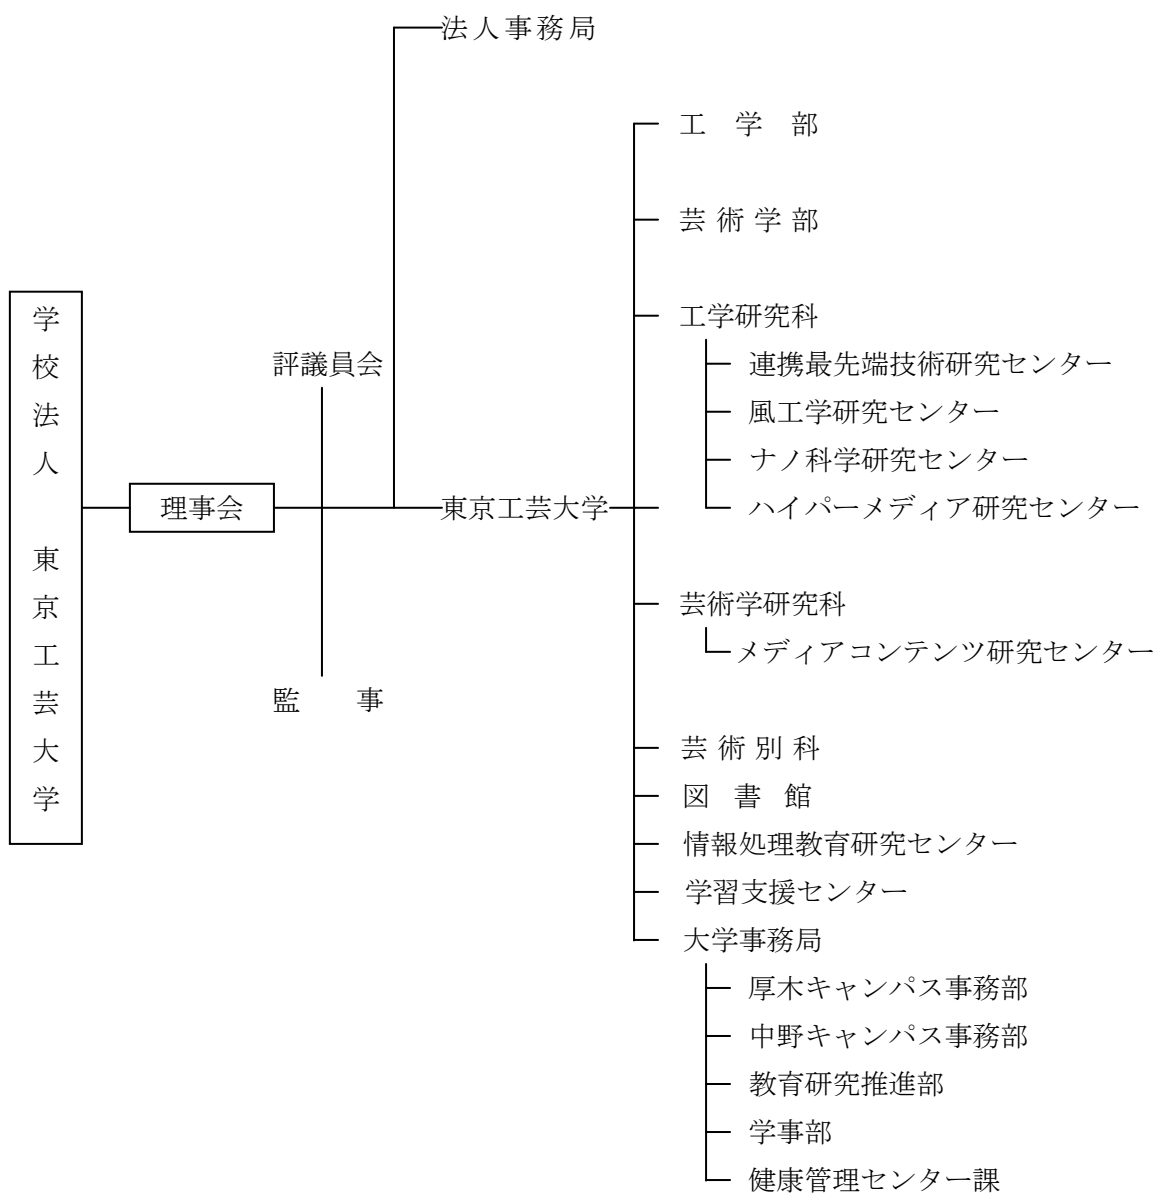 学校法人 東京工芸大学
理事会
評議員会
監 事
法人事務局
東京工芸大学
工 学 部
芸術学部
工学研究科
連携最先端技術研究センター
風工学研究センター
ナノ科学研究センター
ハイパーメディア研究センター
芸術学研究科
メディアコンテンツ研究センター
芸術別科
図 書 館
情報処理教育研究センター
学習支援センター
大学事務局
厚木キャンパス事務部
中野キャンパス事務部
教育研究推進部
学事部
健康管理センター課